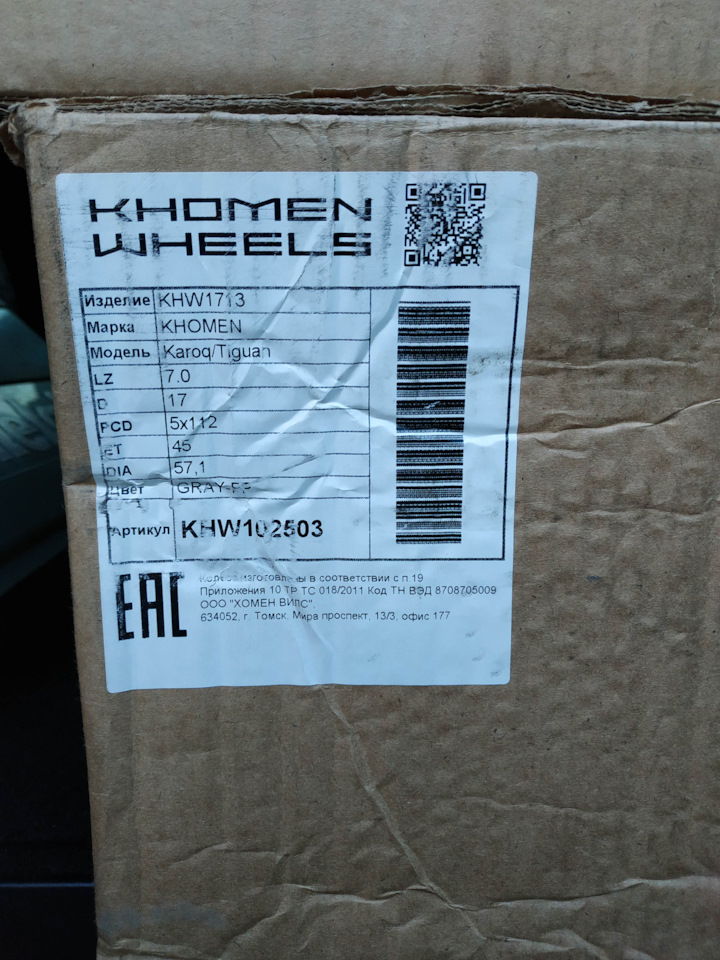 KHOMEN
WHEELS
Изделие KHW1713
Марка KHOMEN
Модель Karoq/Tiguan
LZ 7.0
D 17
PCD 5x112
ET 45
DIA 57,1
Цвет GRAY-FP
Артикул KHW102503
EAC
Колеса изготовлены в соответствии с п.19
Приложения 10 ТР ТС 018/2011 Код ТН ВЭД 8708705009
ООО "ХОМЕН ВИЛС".
634052, г. Томск, Мира проспект, 13/3, офис 177